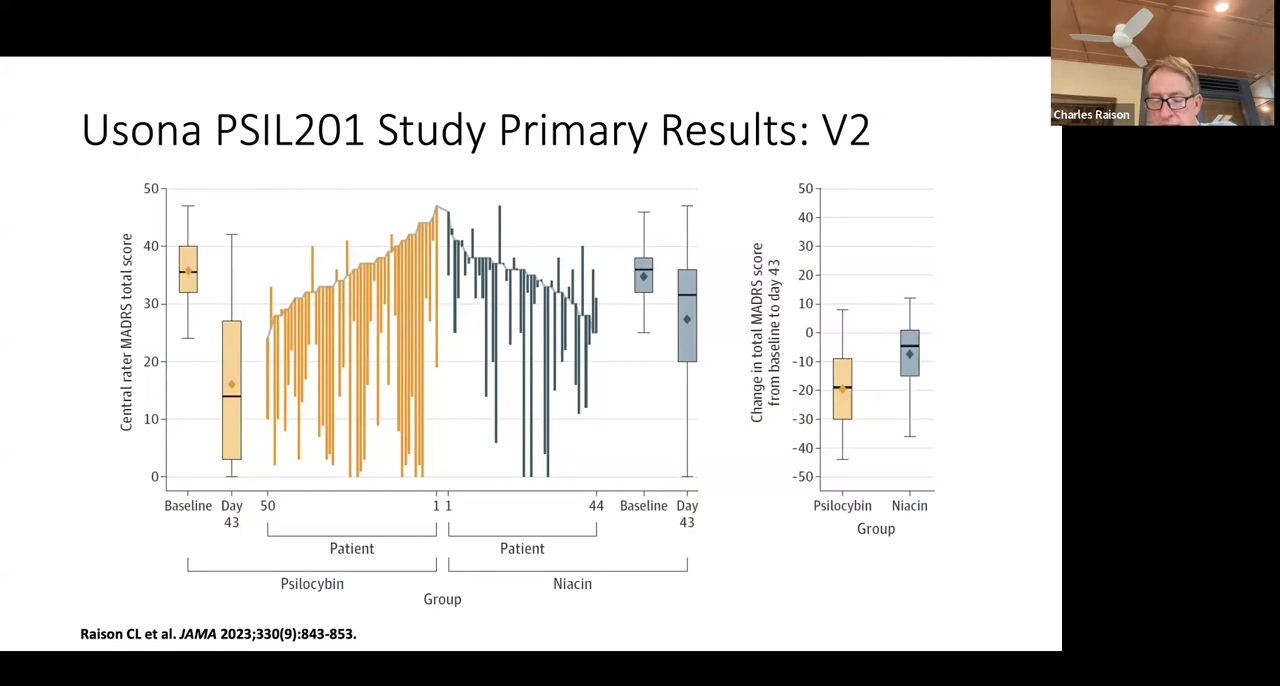 Charles Raison
Usona PSIL201 Study Primary Results: V2
Central rater MADRS total score
50
40
30
20
10
0
Baseline
Day
43
50
1
1
44
Baseline
Day
43
Patient
Patient
Psilocybin
Niacin
Group
Change in total MADRS score
from baseline to day 43
50
40
30
20
10
0
-10
-20
-30
-40
-50
Psilocybin
Niacin
Group
Raison CL et al. JAMA 2023;330(9):843-853.